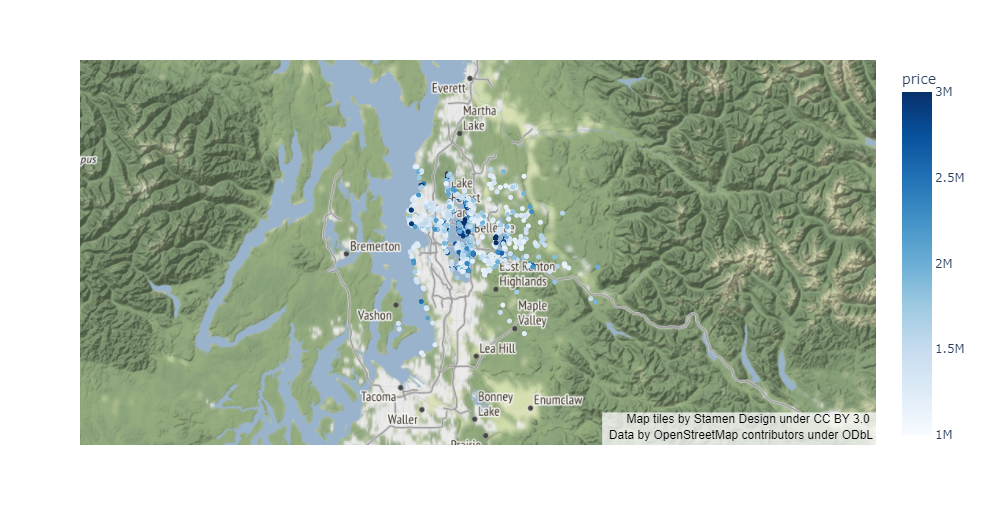 price
3M
2.5M
2M
1.5M
1M
Everett
Martha
Lake
pus
Lake
Bremerton
East Renton
Highlands
Vashon
Maple
Valley
Lea Hill
Tacoma
Bonney
Lake
Enumclaw
Waller
Map tiles by Stamen Design under CC BY 3.0
Data by OpenStreetMap contributors under ODbL